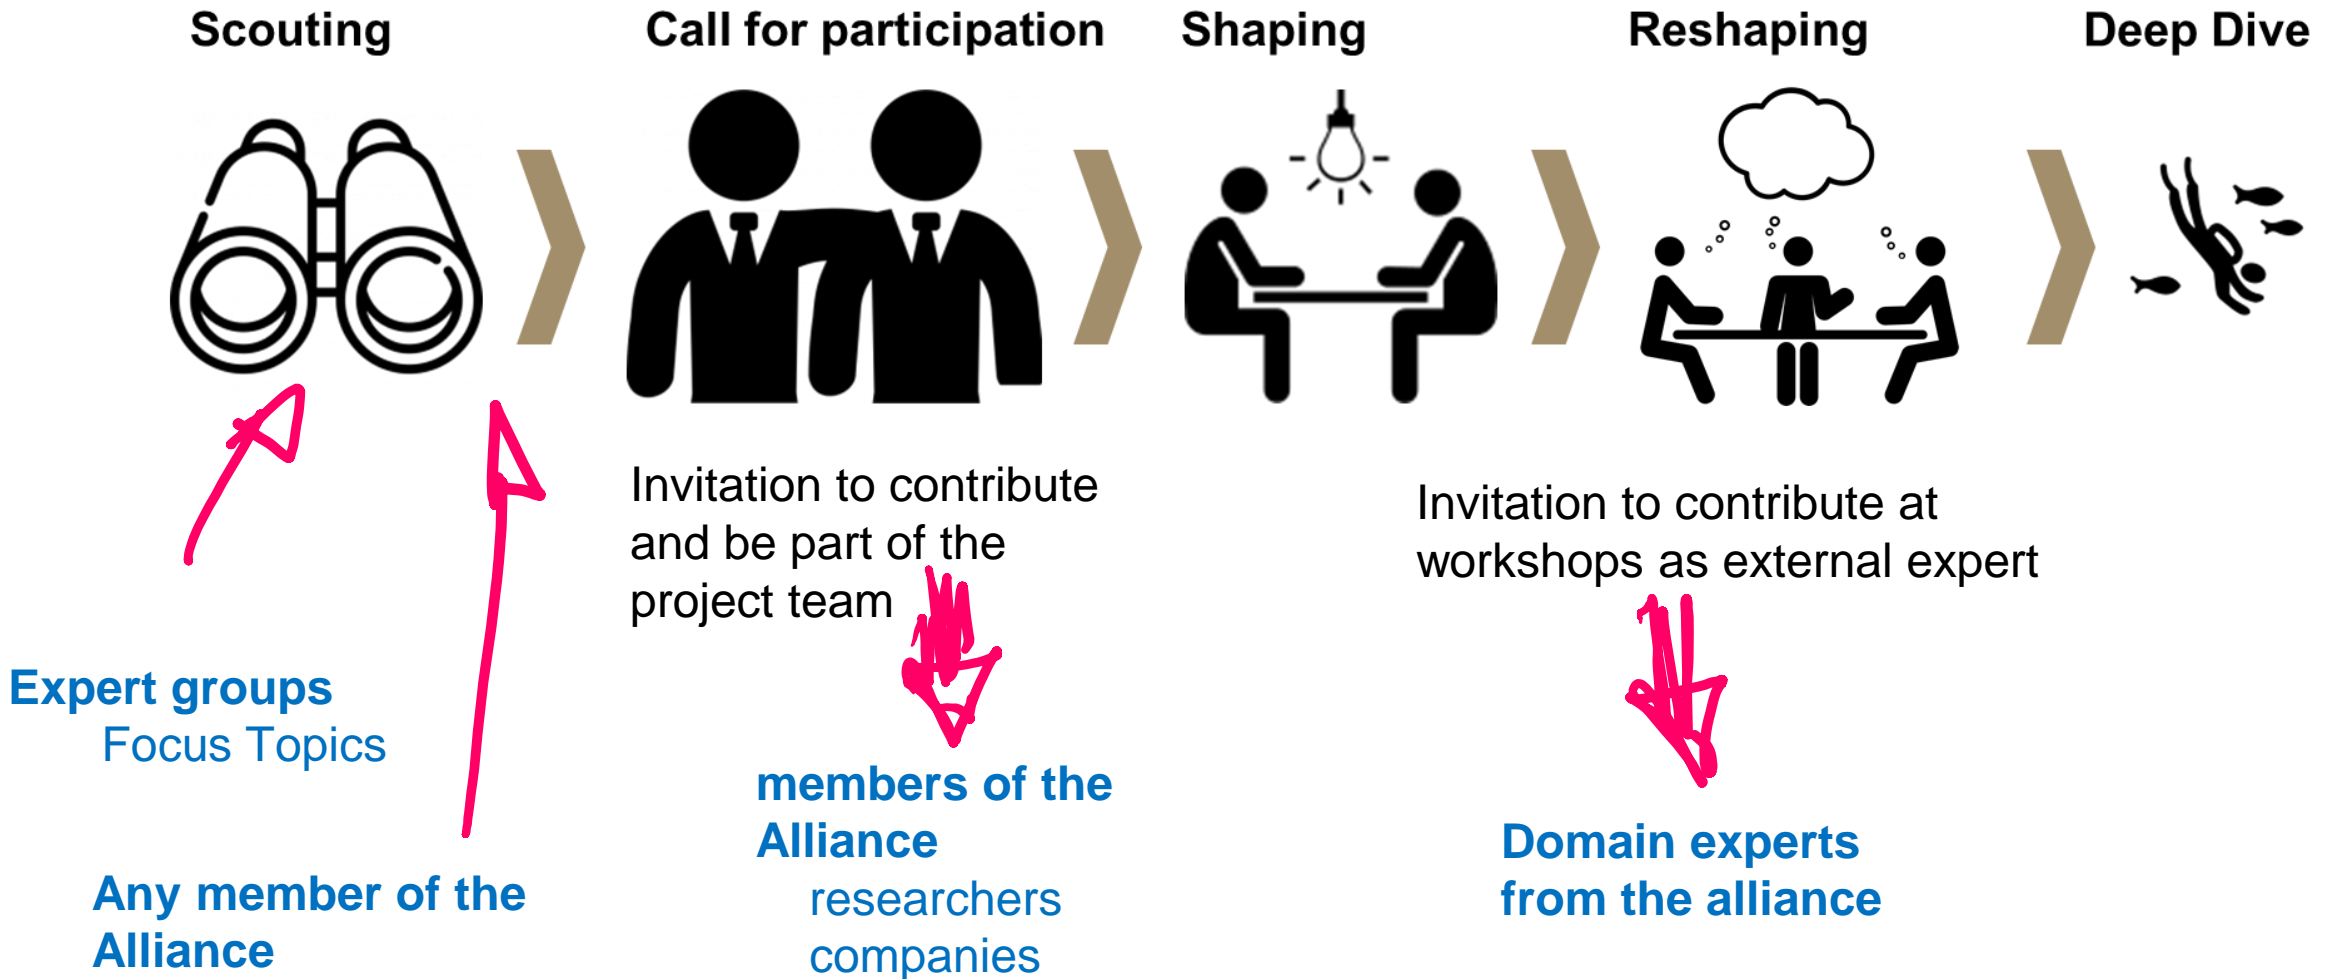 Scouting
Call for participation
Shaping
Reshaping
Deep Dive
Invitation to contribute
and be part of the
project team
Invitation to contribute at
workshops as external expert
Expert groups
Focus Topics
Any member of the
Alliance
members of the
Alliance
researchers
companies
Domain experts
from the alliance